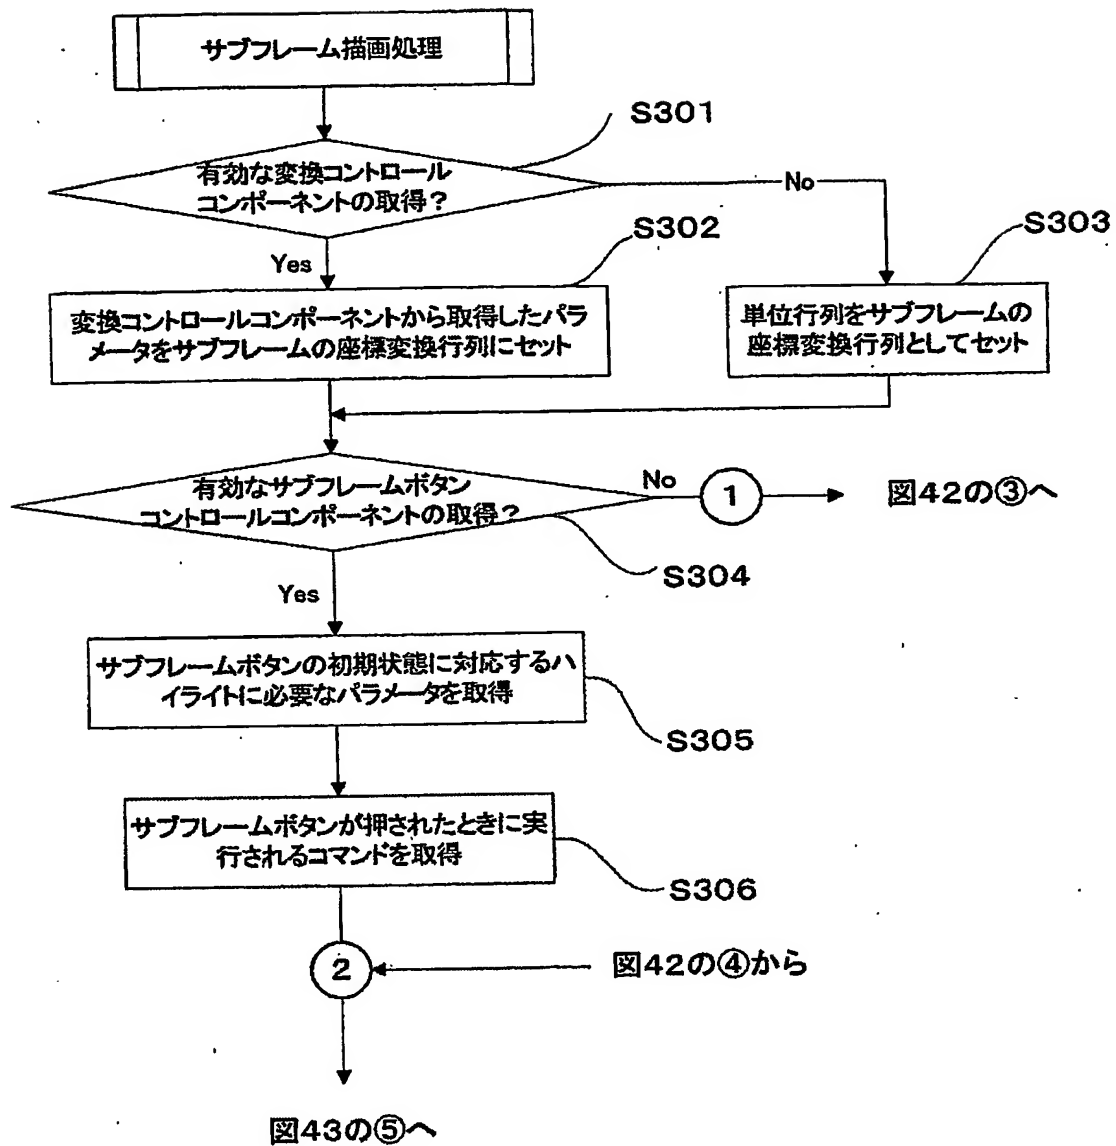 サブフレーム描画処理
S301
有効な変換コントロール
コンポーネントの取得？
No
S302
S303
Yes
変換コントロールコンポーネントから取得したパラ
メータをサブフレームの座標変換行列にセット
単位行列をサブフレームの
座標変換行列としてセット
有効なサブフレームボタン
コントロールコンポーネントの取得？
No
①
図42の③へ
S304
Yes
サブフレームボタンの初期状態に対応するハ
イライトに必要なパラメータを取得
S305
サブフレームボタンが押されたときに実
行されるコマンドを取得
S306
②
図42の④から
図43の⑤へ